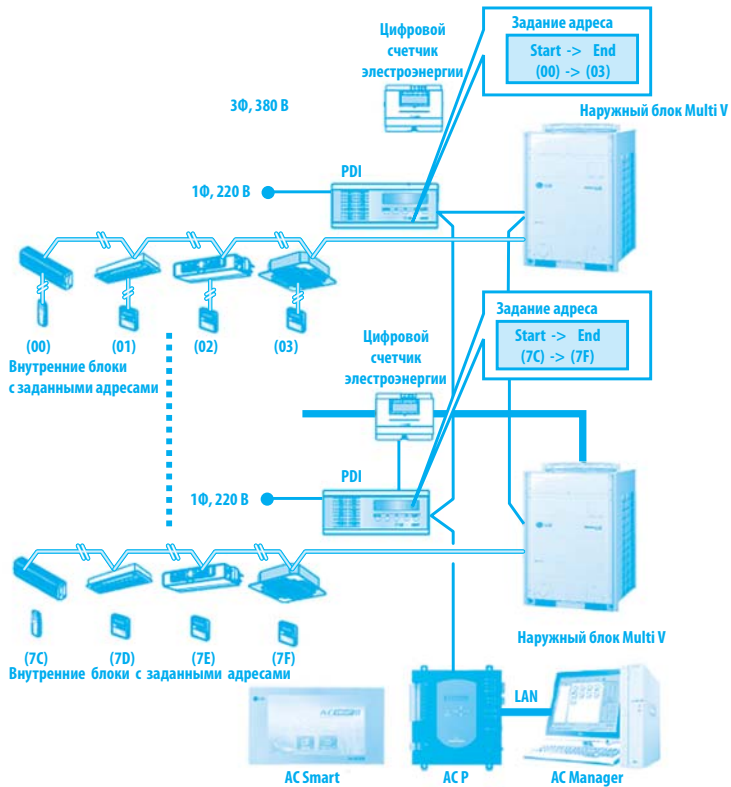 Задание адреса
Start -> End
(00) -> (03)
Цифровой
счетчик
электроэнергии
3Ф, 380 В
Наружный блок Multi V
PDI
1Ф, 220 В
(00) (01) (02) (03)
Внутренние блоки
с заданными адресами
Задание адреса
Start -> End
(7C) -> (7F)
Цифровой
счетчик
электроэнергии
PDI
1Ф, 220 В
Наружный блок Multi V
(7C) (7D) (7E) (7F)
Внутренние блоки с заданными адресами
LAN
AC Smart
AC P
AC Manager